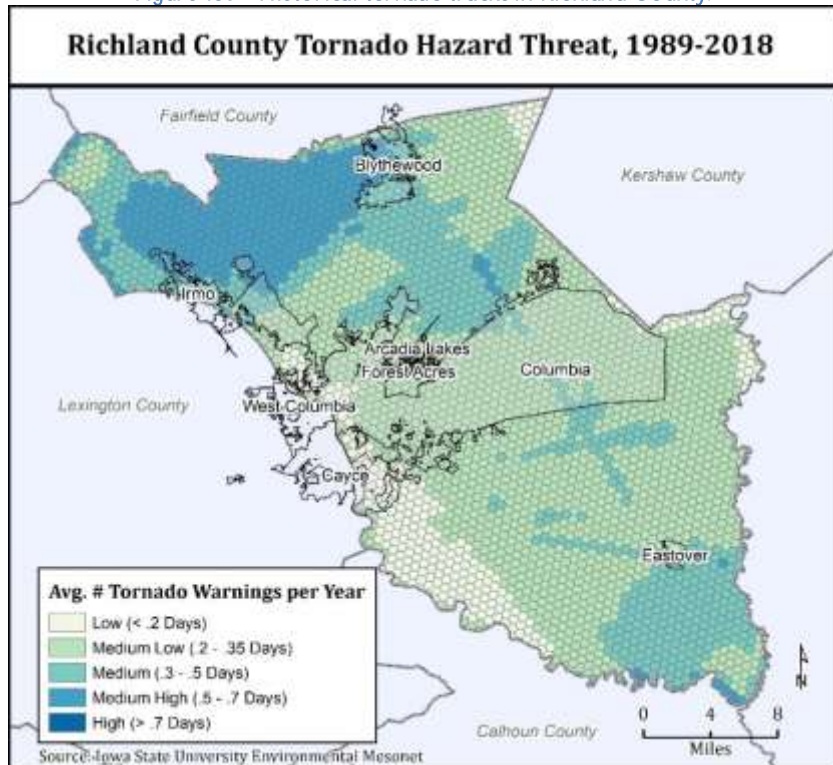 Richland County Tornado Hazard Threat, 1989-2018
Fairfield County
Blythewood
Kershaw County
Irmo
Arcadia Lakes
Forest Acres
Columbia
Lexington County
West Columbia
Cayce
Eastover
Avg. # Tornado Warnings per Year
Low (< .2 Days)
Medium Low (.2 - .35 Days)
Medium (.3 - .5 Days)
Medium High (.5 - .7 Days)
High (> .7 Days)
N
0 4 8
Miles
Calhoun County
Source: Iowa State University Environmental Mesonet